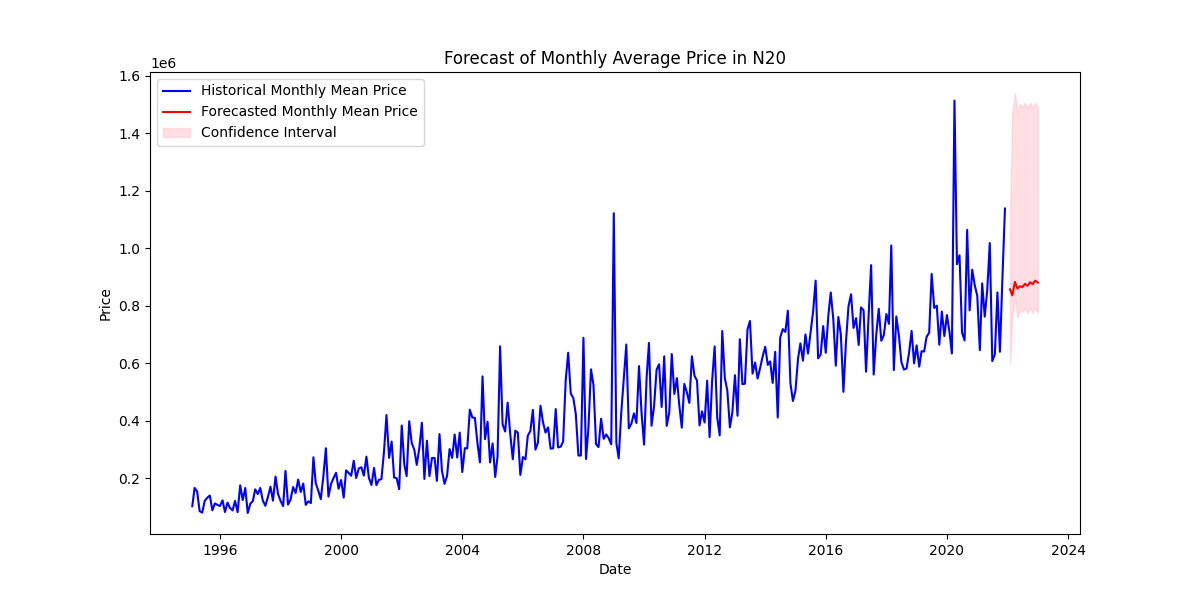 Forecast of Monthly Average Price in N20
1e6
1.6
1.4
1.2
1.0
0.8
0.6
0.4
0.2
Price
Historical Monthly Mean Price
Forecasted Monthly Mean Price
Confidence Interval
1996 2000 2004 2008 2012 2016 2020 2024
Date